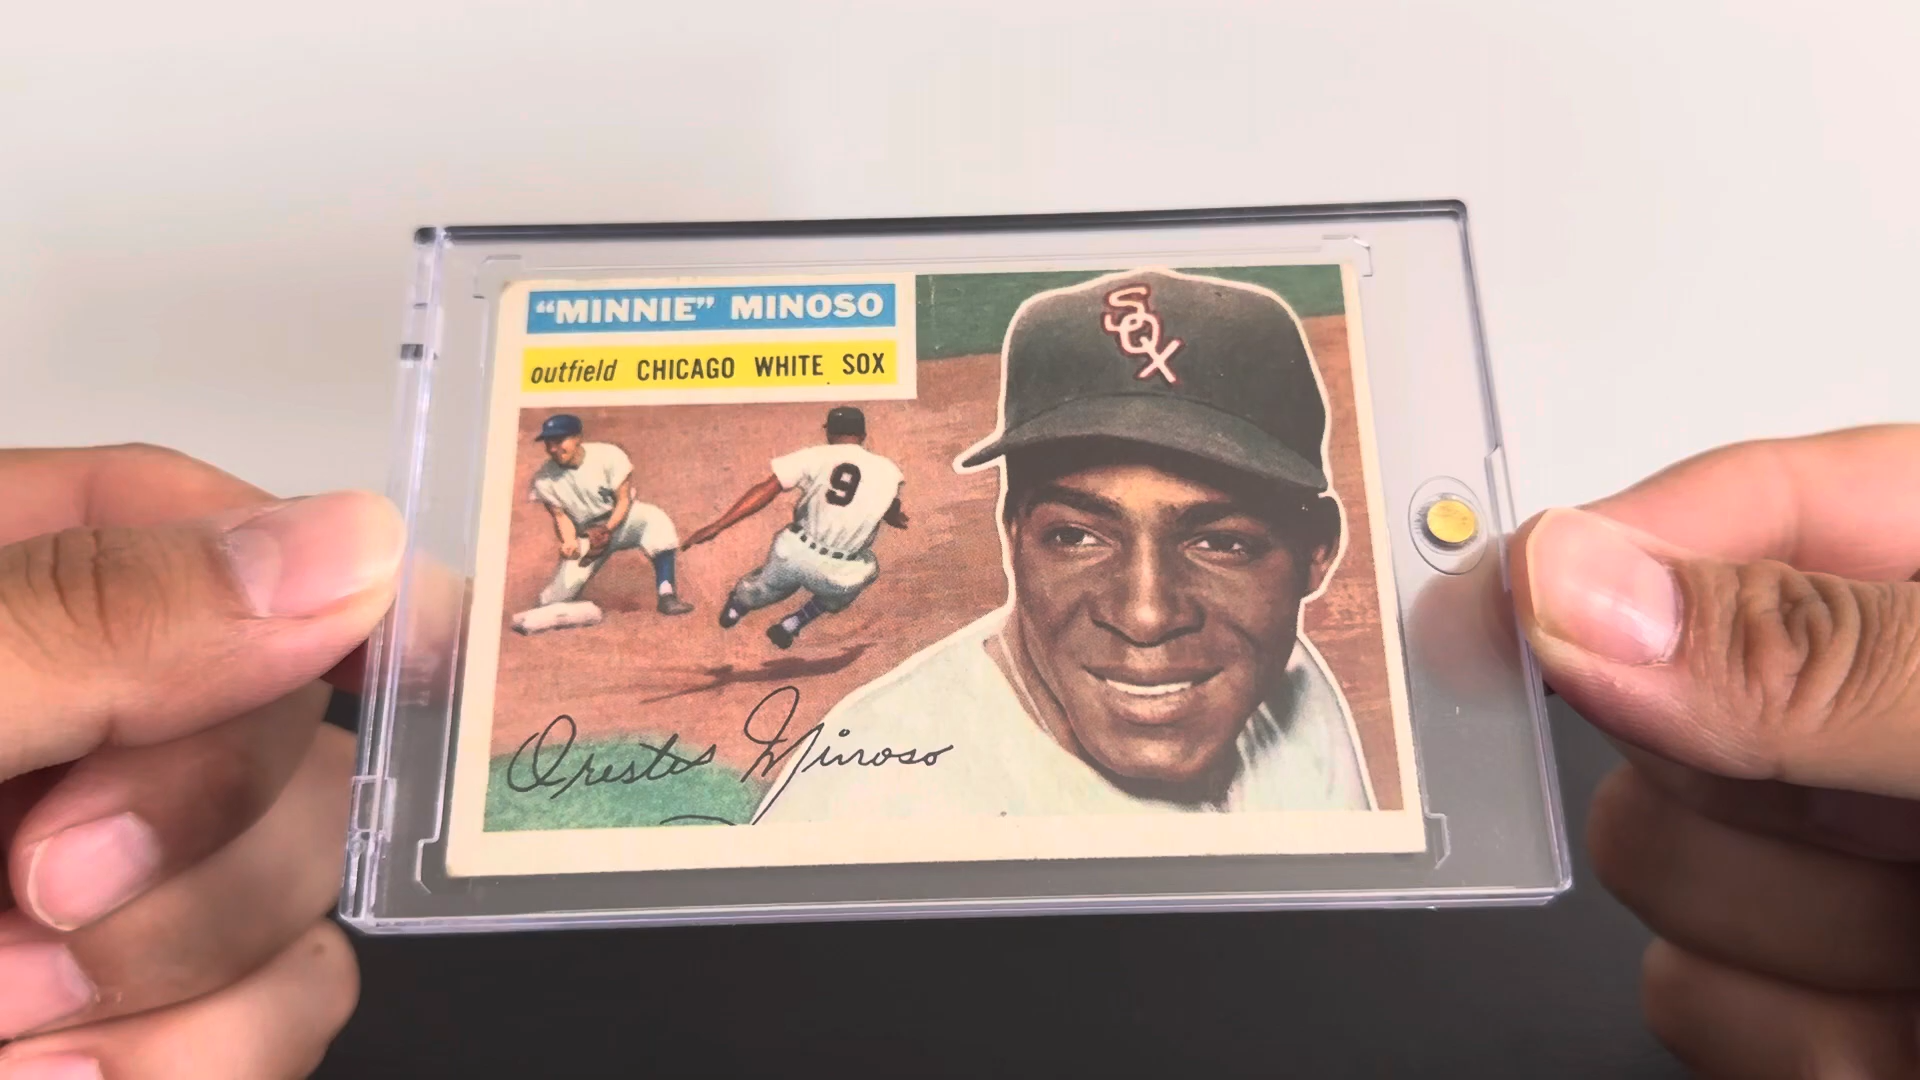 “MINNIE” MINOSO
outfield CHICAGO WHITE SOX
SOX
9
Orestes Minoso